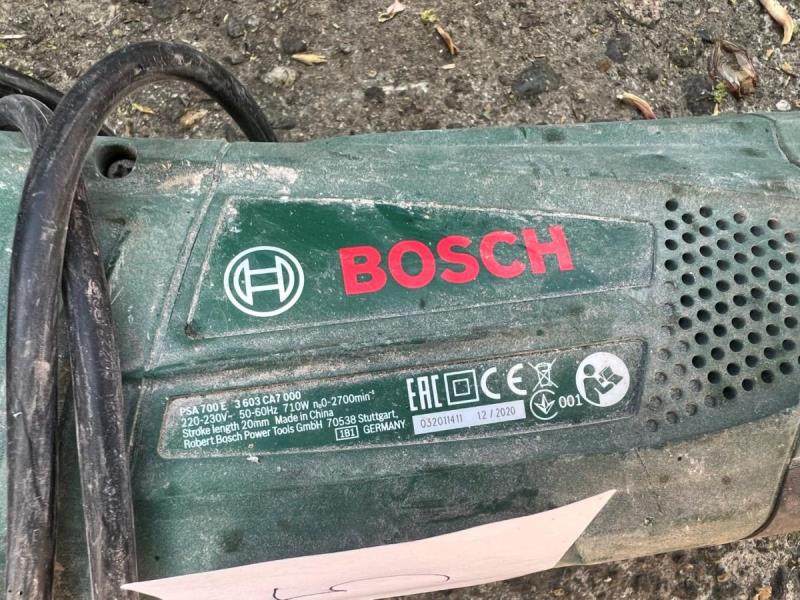 BOSCH
PSA 700 E 3 603 CA7 000
220-230V~ 50-60Hz 710W n₀0-2700min⁻¹
Stroke length 20mm Made in China
Robert Bosch Power Tools GmbH 70538 Stuttgart,
1B1 GERMANY
EAC CE
032011411 12 / 2020
001